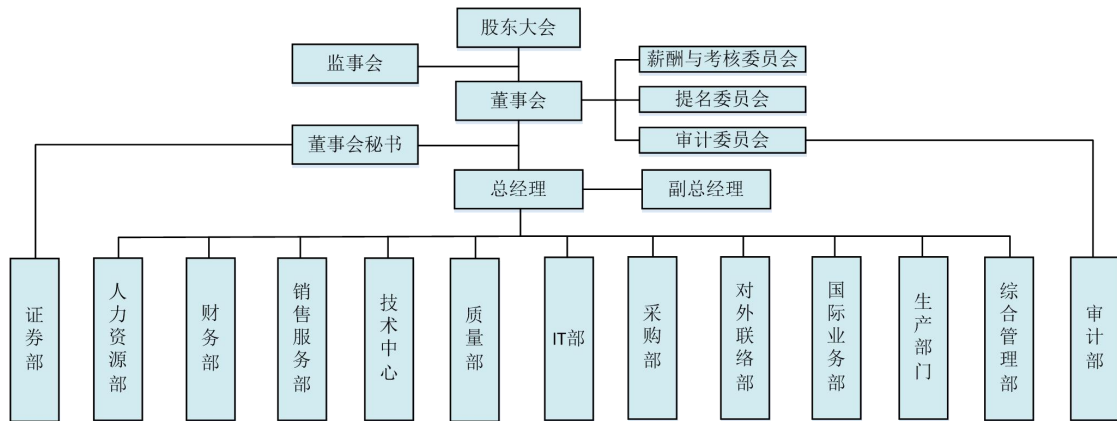 股东大会
监事会
薪酬与考核委员会
董事会
提名委员会
董事会秘书
审计委员会
总经理
副总经理
证券部
人力资源部
财务部
销售服务部
技术中心
质量部
IT部
采购部
对外联络部
国际业务部
生产部门
综合管理部
审计部